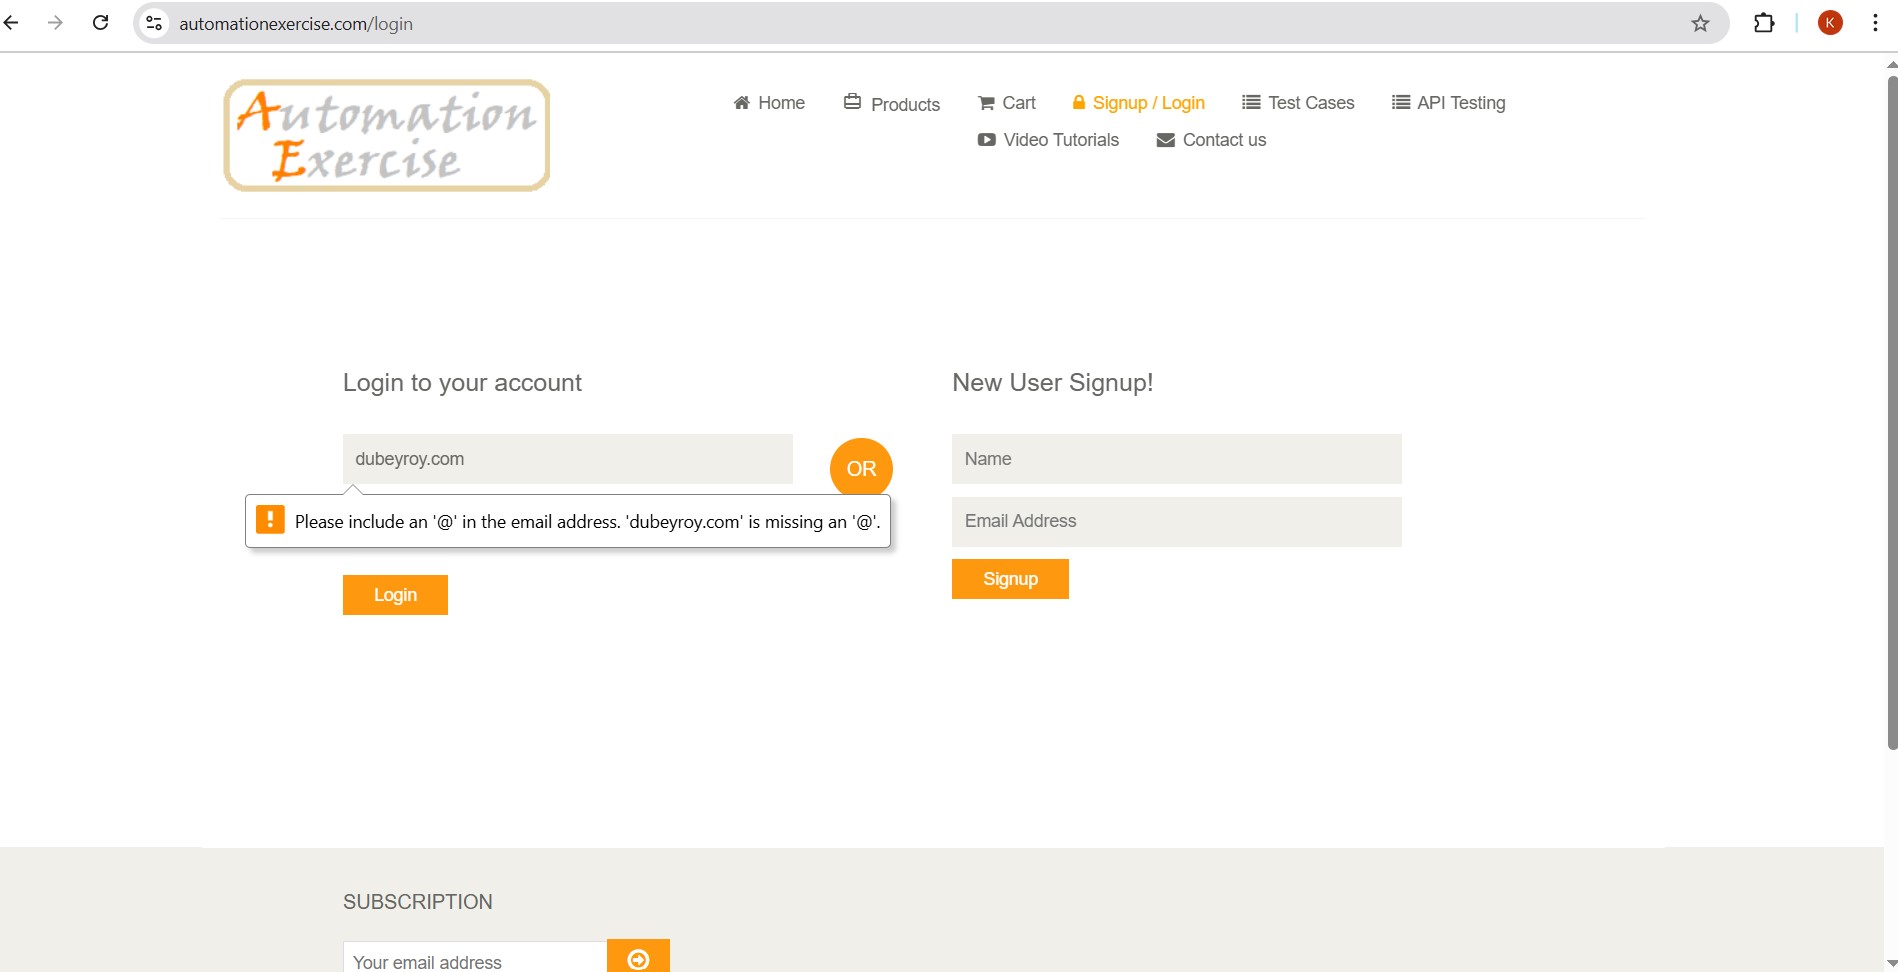 automationexercise.com/login
K
Automation
Exercise
Home Products Cart Signup / Login Test Cases API Testing
Video Tutorials Contact us
Login to your account
New User Signup!
dubeyroy.com
OR
Name
Please include an '@' in the email address. 'dubeyroy.com' is missing an '@'.
Email Address
Login
Signup
SUBSCRIPTION
Your email address